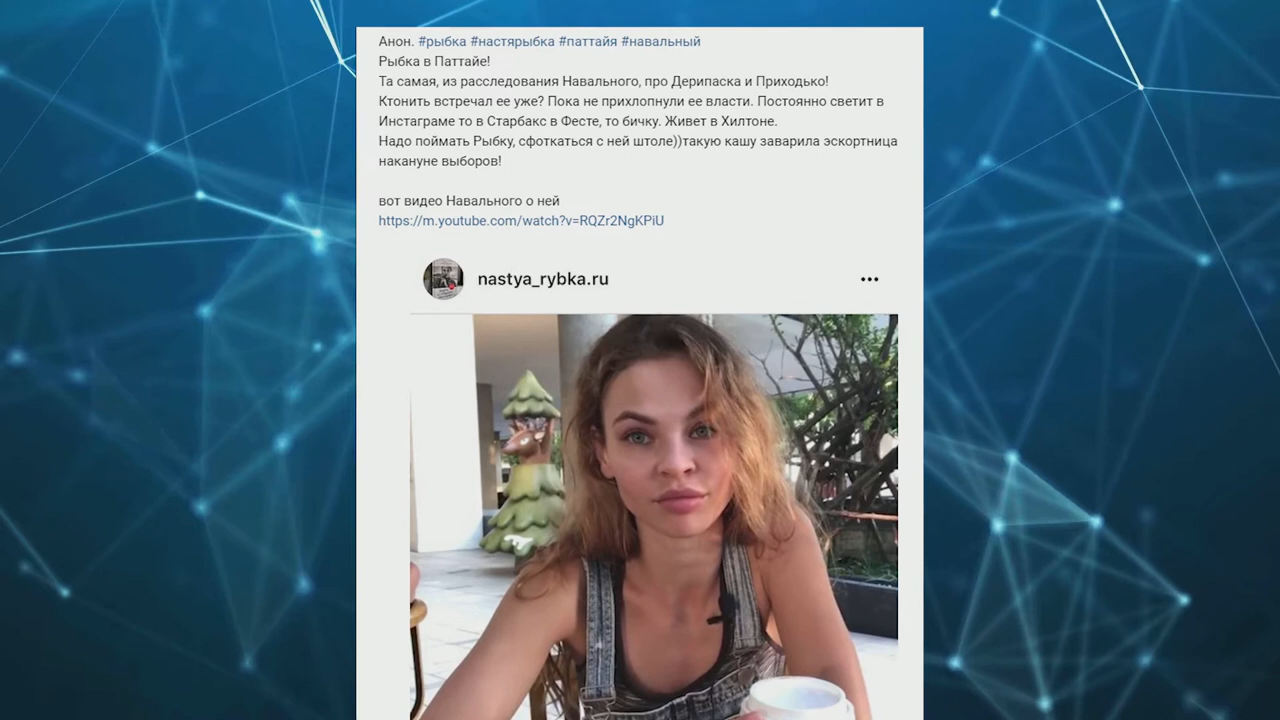 Анон. #рыбка #настярыбка #паттайя #навальный
Рыбка в Паттайе!
Та самая, из расследования Навального, про Дерипаска и Приходько!
Ктонить встречал ее уже? Пока не прихлопнули ее власти. Постоянно светит в
Инстаграме то в Старбакс в Фесте, то бичку. Живет в Хилтоне.
Надо поймать Рыбку, сфоткаться с ней штоле))такую кашу заварила эскортница
накануне выборов!
вот видео Навального о ней
https://m.youtube.com/watch?v=RQZr2NgKPiU
nastya_rybka.ru